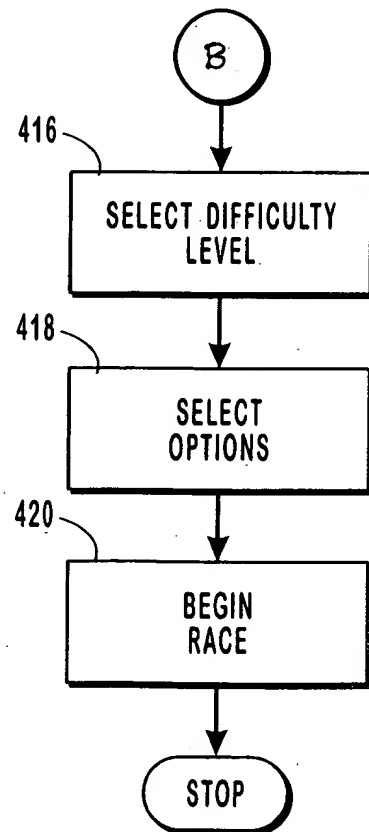 B
416
SELECT DIFFICULTY
LEVEL
418
SELECT
OPTIONS
420
BEGIN
RACE
STOP